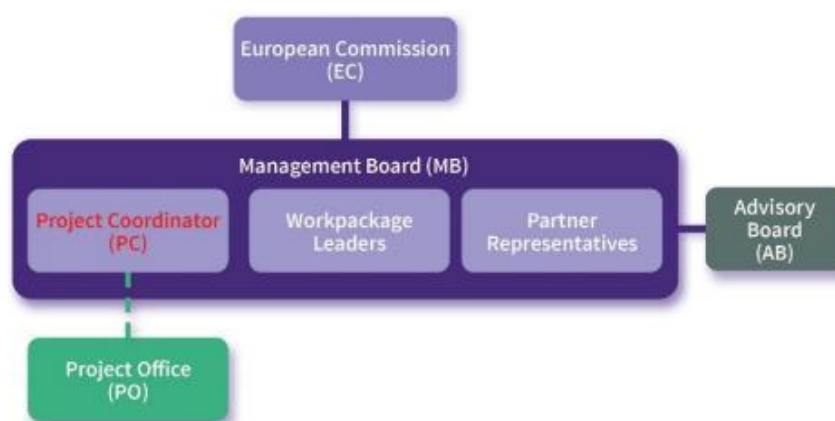 European Commission
(EC)
Management Board (MB)
Project Coordinator
(PC)
Workpackage
Leaders
Partner
Representatives
Advisory
Board
(AB)
Project Office
(PO)